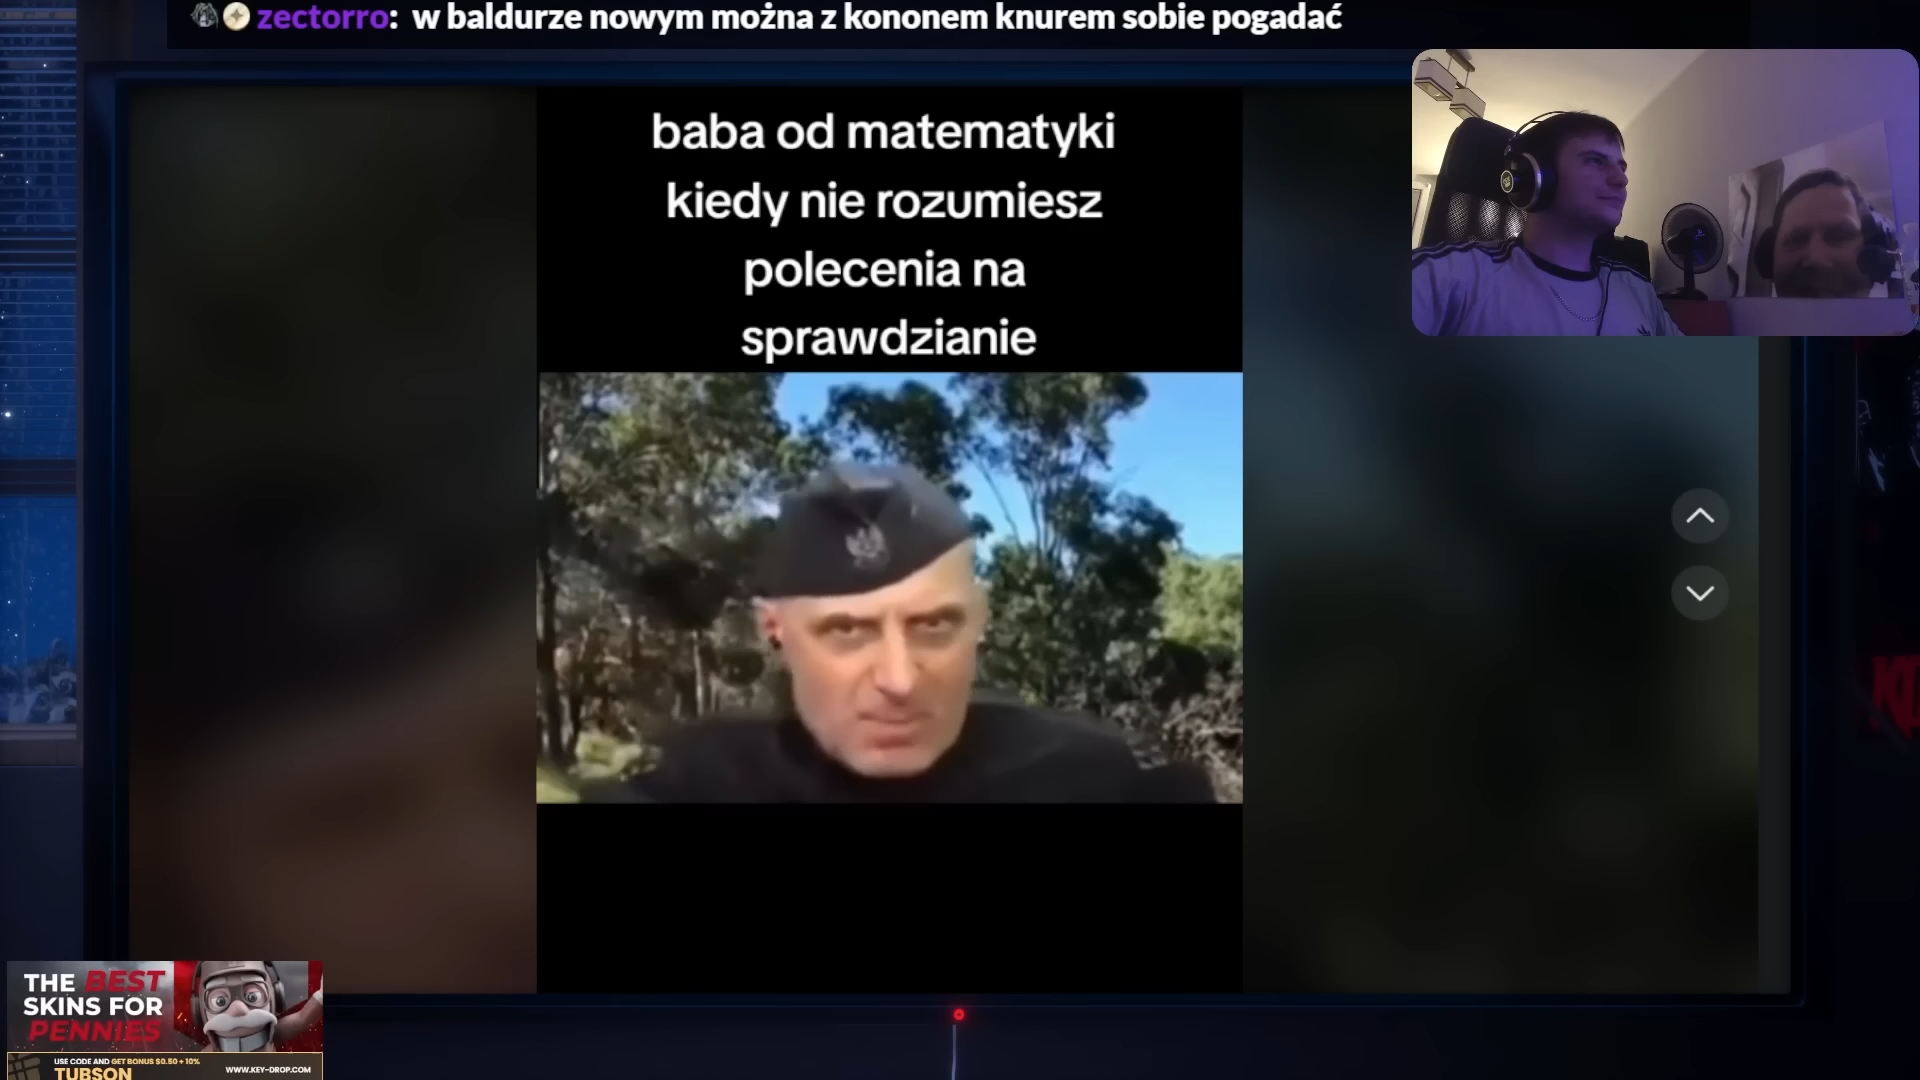 zectorro: w baldurze nowym można z kononem knurem sobie pogadać
baba od matematyki
kiedy nie rozumiesz
polecenia na
sprawdzianie
THE BEST
SKINS FOR
PENNIES
USE CODE AND GET BONUS $0.50 + 10%
TUBSON
WWW.KEY-DROP.COM